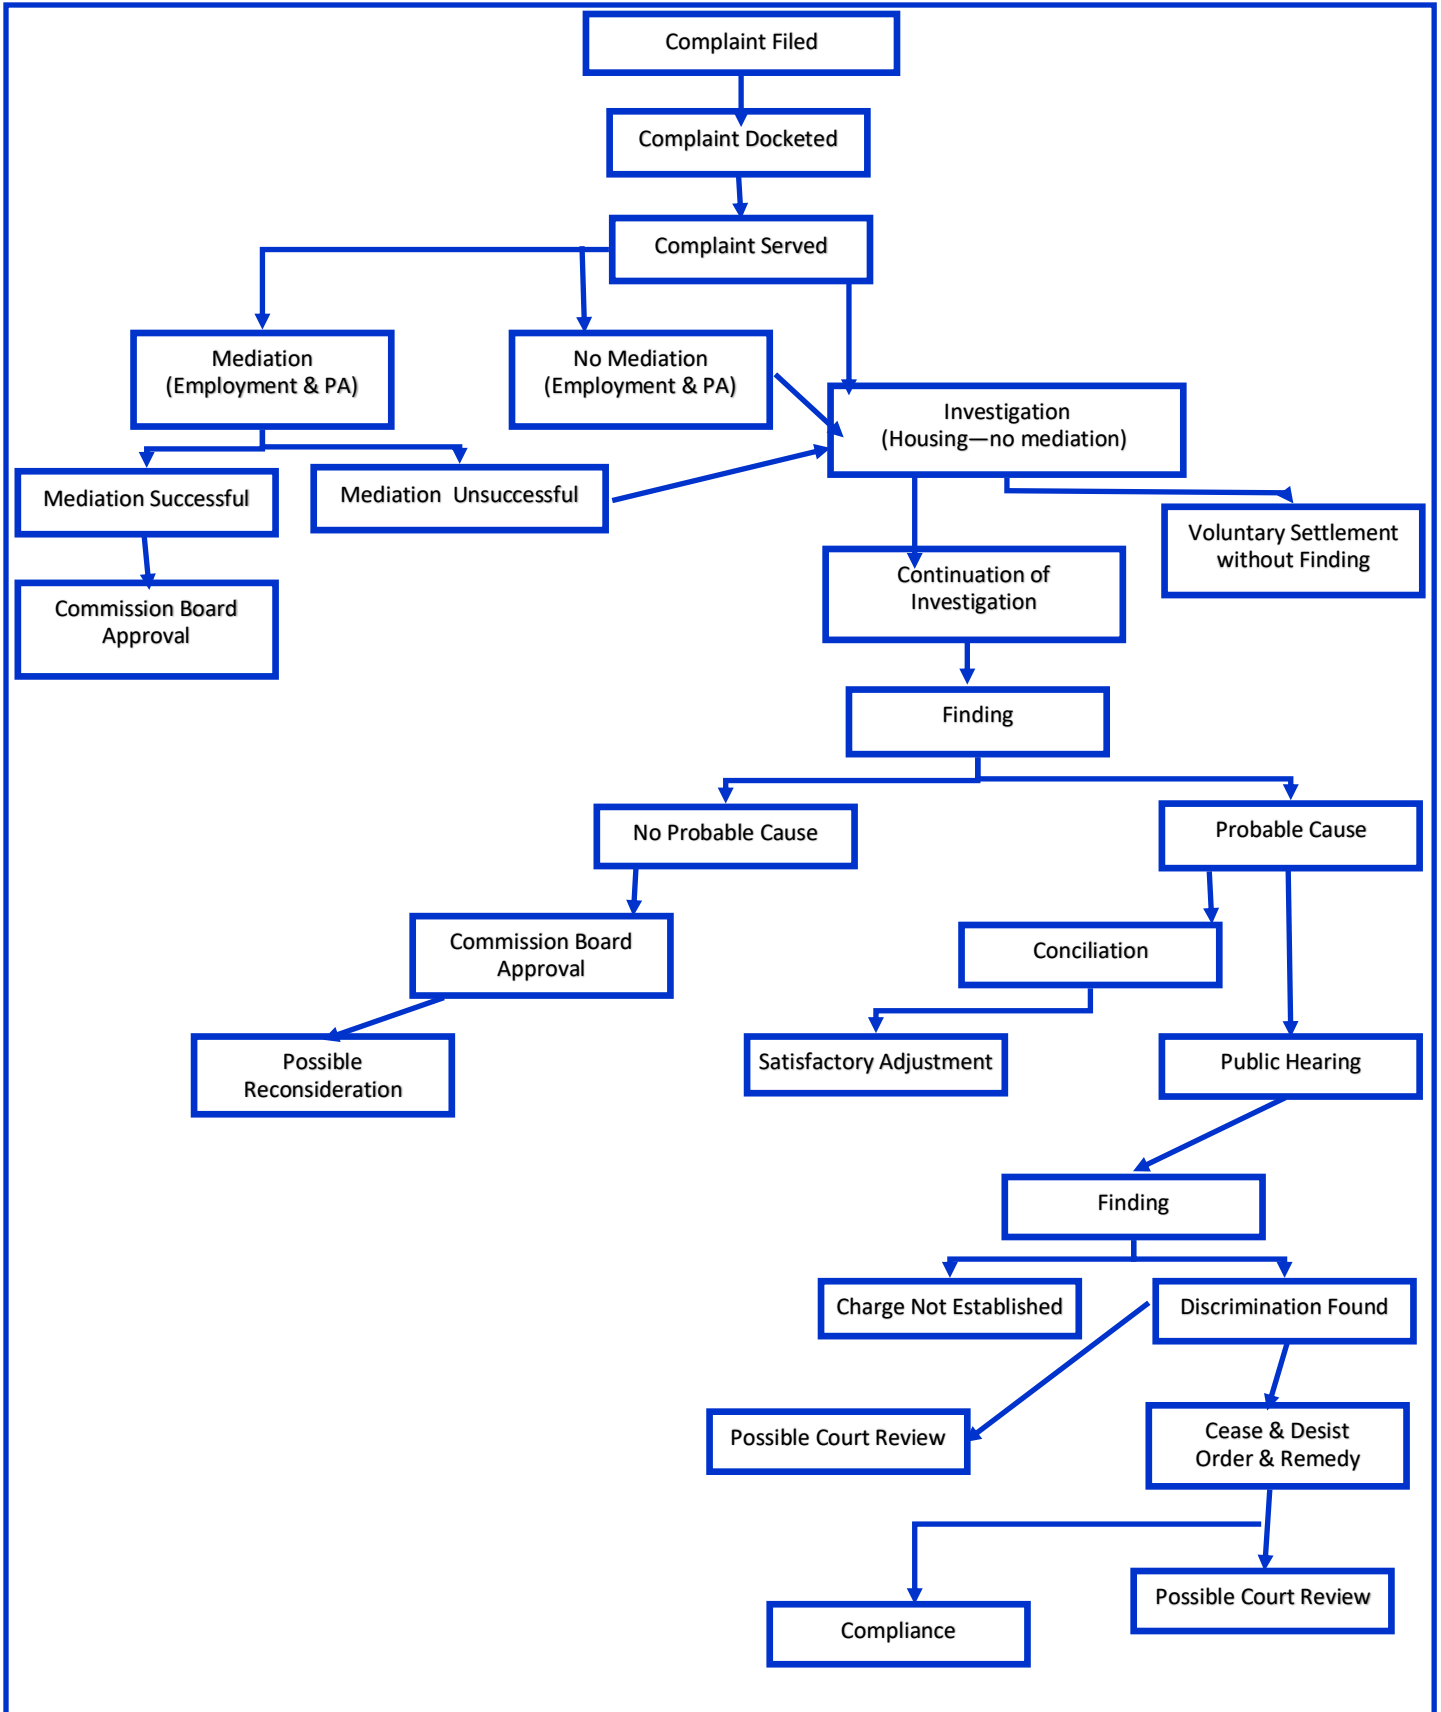 Complaint Filed
Complaint Docketed
Complaint Served
Mediation
(Employment & PA)
No Mediation
(Employment & PA)
Investigation
(Housing—no mediation)
Mediation Successful
Mediation  Unsuccessful
Voluntary Settlement
without Finding
Continuation of
Investigation
Commission Board
Approval
Finding
No Probable Cause
Probable Cause
Commission Board
Approval
Conciliation
Possible
Reconsideration
Satisfactory Adjustment
Public Hearing
Finding
Charge Not Established
Discrimination Found
Possible Court Review
Cease & Desist
Order & Remedy
Possible Court Review
Compliance